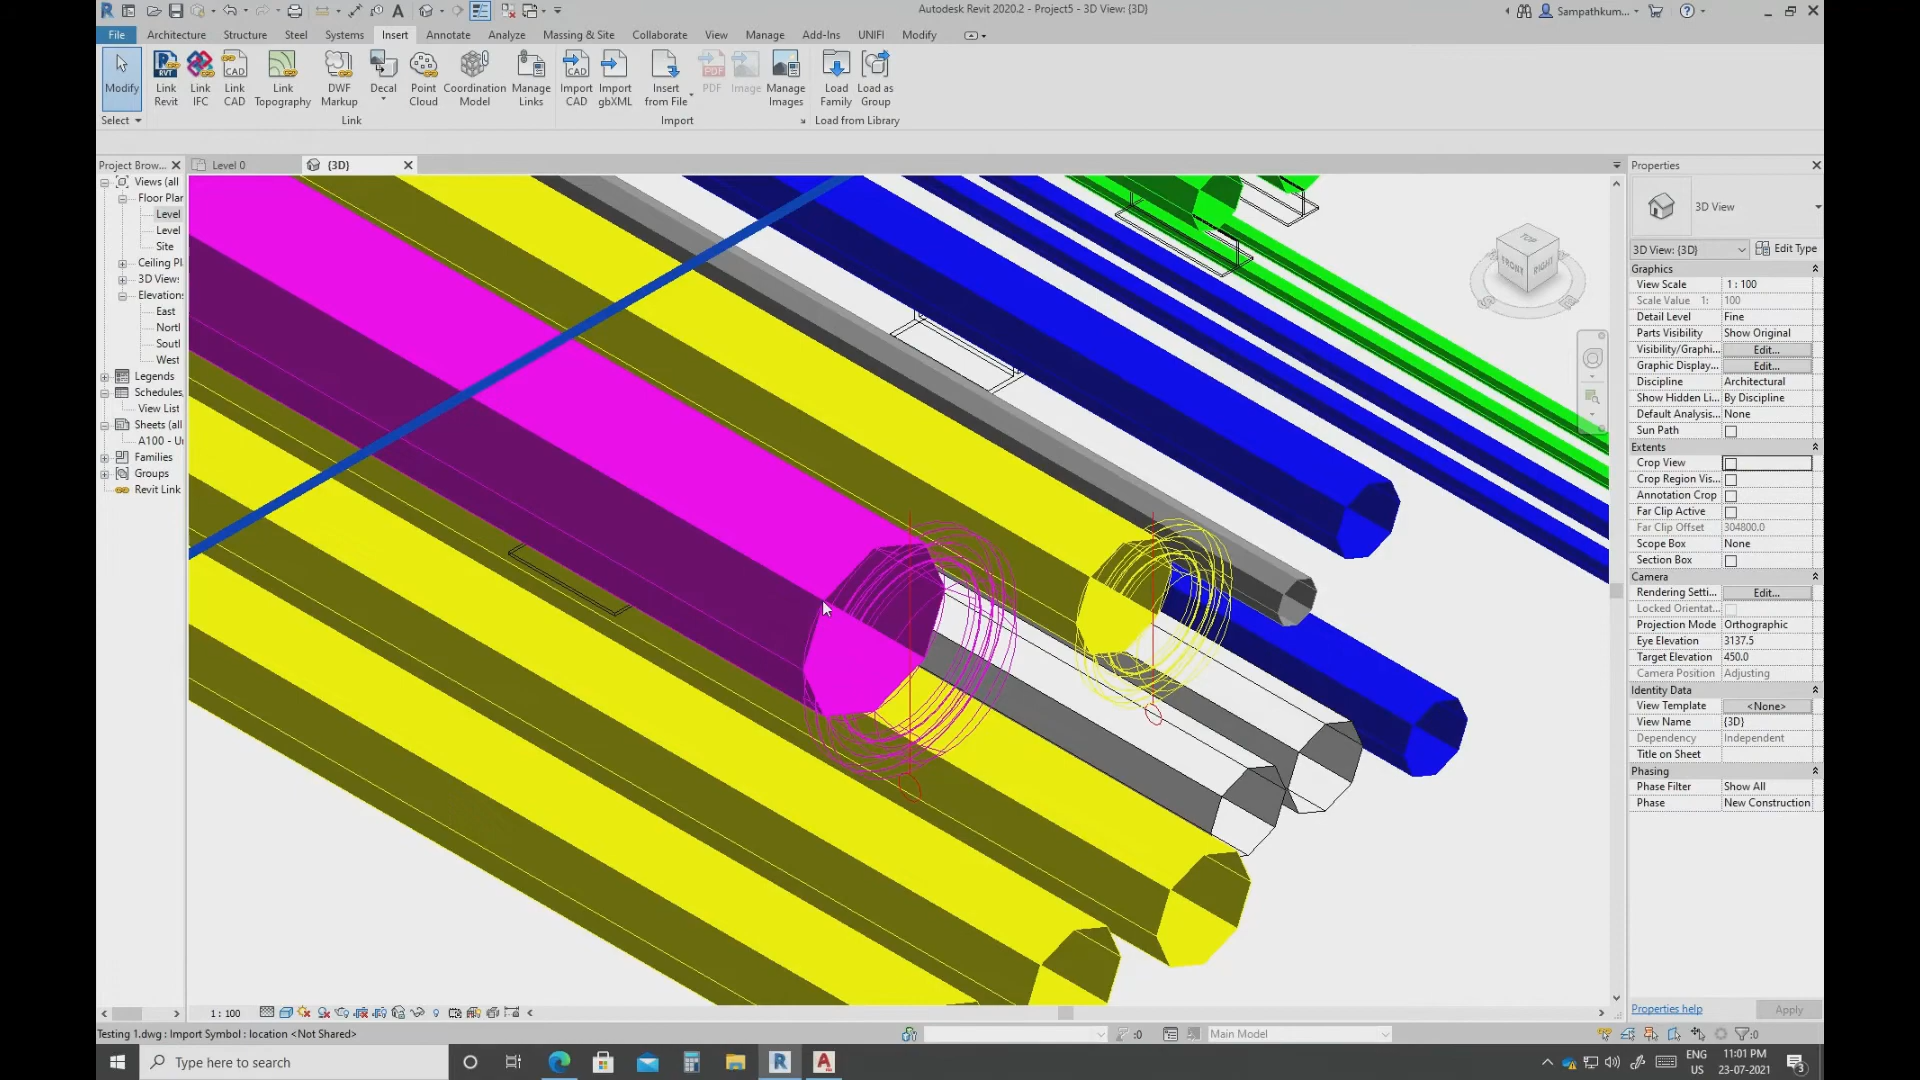 Autodesk Revit 2020.2 - Project5 - 3D View: {3D}
Sampathkum...
File Architecture Structure Steel Systems Insert Annotate Analyze Massing & Site Collaborate View Manage Add-Ins UNIFI Modify
Modify
Link Revit
Link IFC
Link CAD
Link Topography
DWF Markup
Decal
Point Cloud
Coordination Model
Manage Links
Import CAD
Import gbXML
Insert from File
PDF
Image
Manage Images
Load Family
Load as Group
Select
Link
Import
Load from Library
Project Brow...
Level 0
{3D}
Properties
Views (all
Floor Plan
Level
Level
Site
Ceiling Pl
3D View:
Elevations
East
Nortl
Soutl
West
Legends
Schedules,
View List
Sheets (all
A100 - Ur
Families
Groups
Revit Link
TOP
FRONT
RIGHT
3D View
3D View: {3D}
Edit Type
Graphics
View Scale 1 : 100
Scale Value 1: 100
Detail Level Fine
Parts Visibility Show Original
Visibility/Graphi... Edit...
Graphic Display... Edit...
Discipline Architectural
Show Hidden Li... By Discipline
Default Analysis... None
Sun Path
Extents
Crop View
Crop Region Vis...
Annotation Crop
Far Clip Active
Far Clip Offset 304800.0
Scope Box None
Section Box
Camera
Rendering Setti... Edit...
Locked Orientat...
Projection Mode Orthographic
Eye Elevation 3137.5
Target Elevation 450.0
Camera Position Adjusting
Identity Data
View Template <None>
View Name {3D}
Dependency Independent
Title on Sheet
Phasing
Phase Filter Show All
Phase New Construction
Properties help
Apply
1 : 100
Testing 1.dwg : Import Symbol : location <Not Shared>
:0
Main Model
:0
Type here to search
ENG
US
11:01 PM
23-07-2021
3